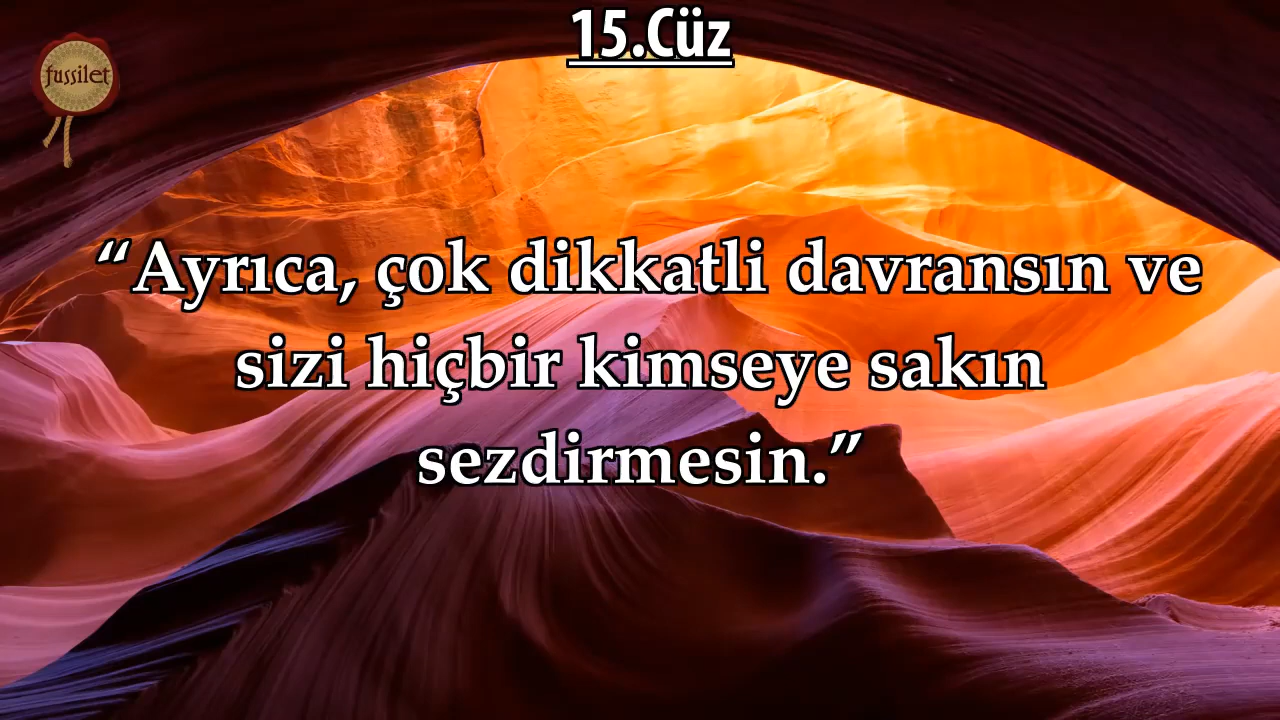 15.Cüz
fussilet
“Ayrıca, çok dikkatli davransın ve
sizi hiçbir kimseye sakın
sezdirmesin.”